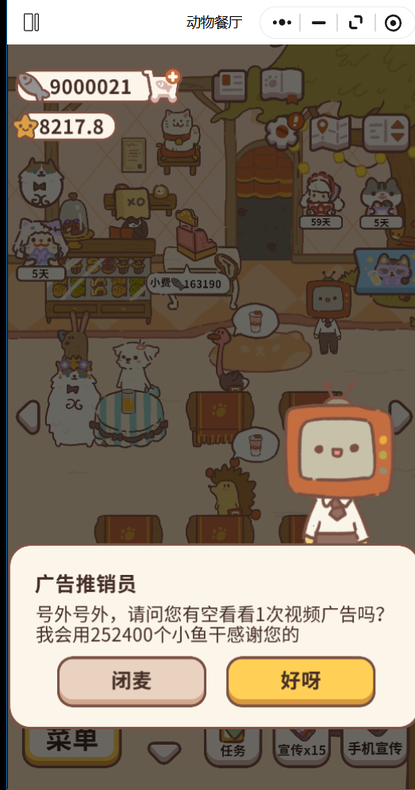 动物餐厅
9000021
8217.8
XO
59天
5天
5天
小费 163190
广告推销员
号外号外，请问您有空看看1次视频广告吗？
我会用252400个小鱼干感谢您的
闭麦
好呀
菜单
任务
宣传x15
手机宣传